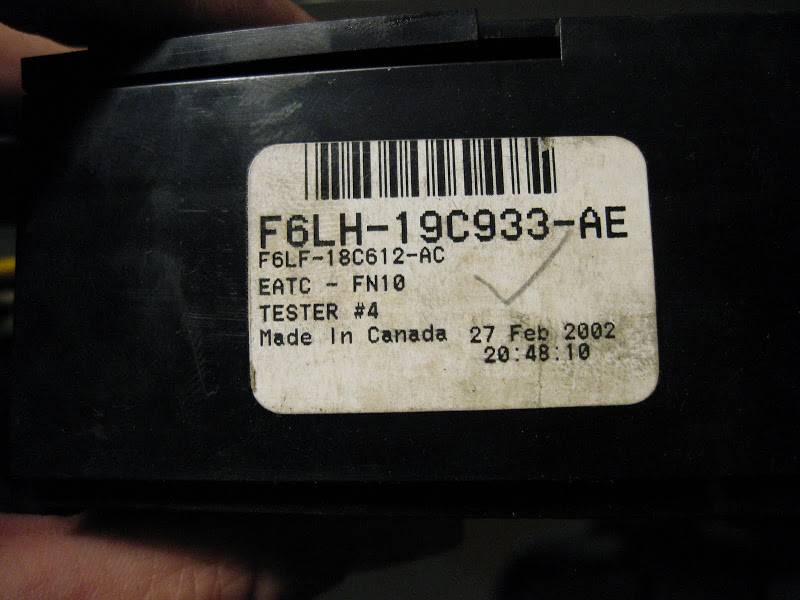 F6LH-19C933-AE
F6LF-18C612-AC
EATC - FN10
TESTER #4
Made In Canada 27 Feb 2002
20:48:10